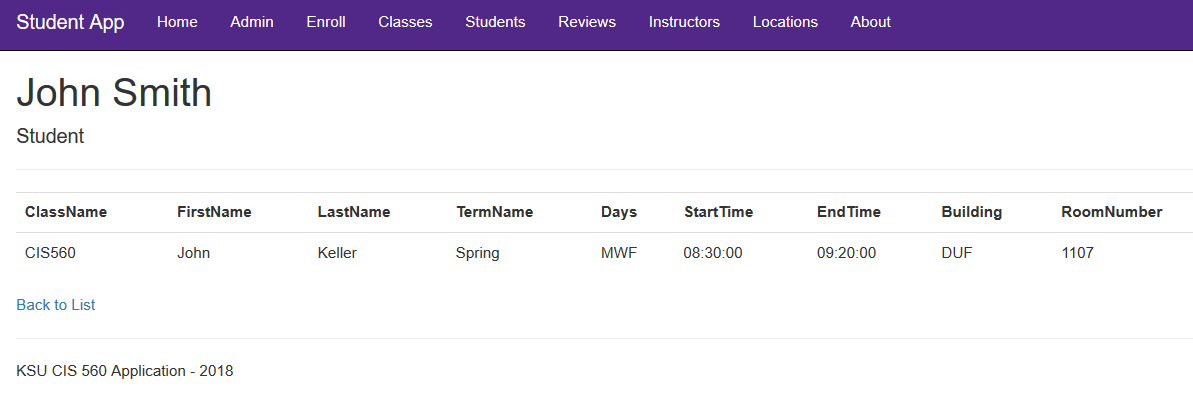 Student App Home Admin Enroll Classes Students Reviews Instructors Locations About
John Smith
Student
ClassName FirstName LastName TermName Days StartTime EndTime Building RoomNumber
CIS560 John Keller Spring MWF 08:30:00 09:20:00 DUF 1107
Back to List
KSU CIS 560 Application - 2018